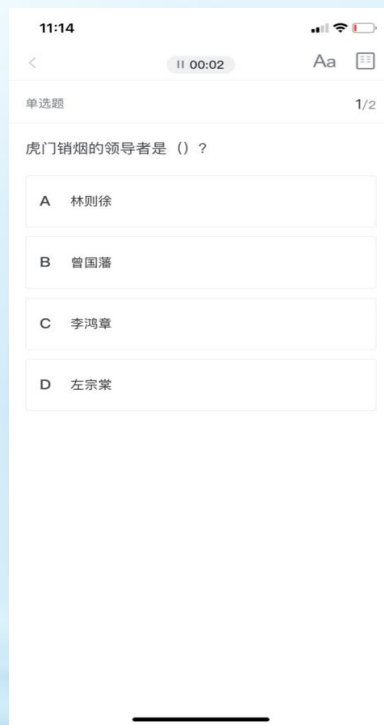 11:14
00:02
Aa
单选题
1/2
虎门销烟的领导者是（）？
A 林则徐
B 曾国藩
C 李鸿章
D 左宗棠